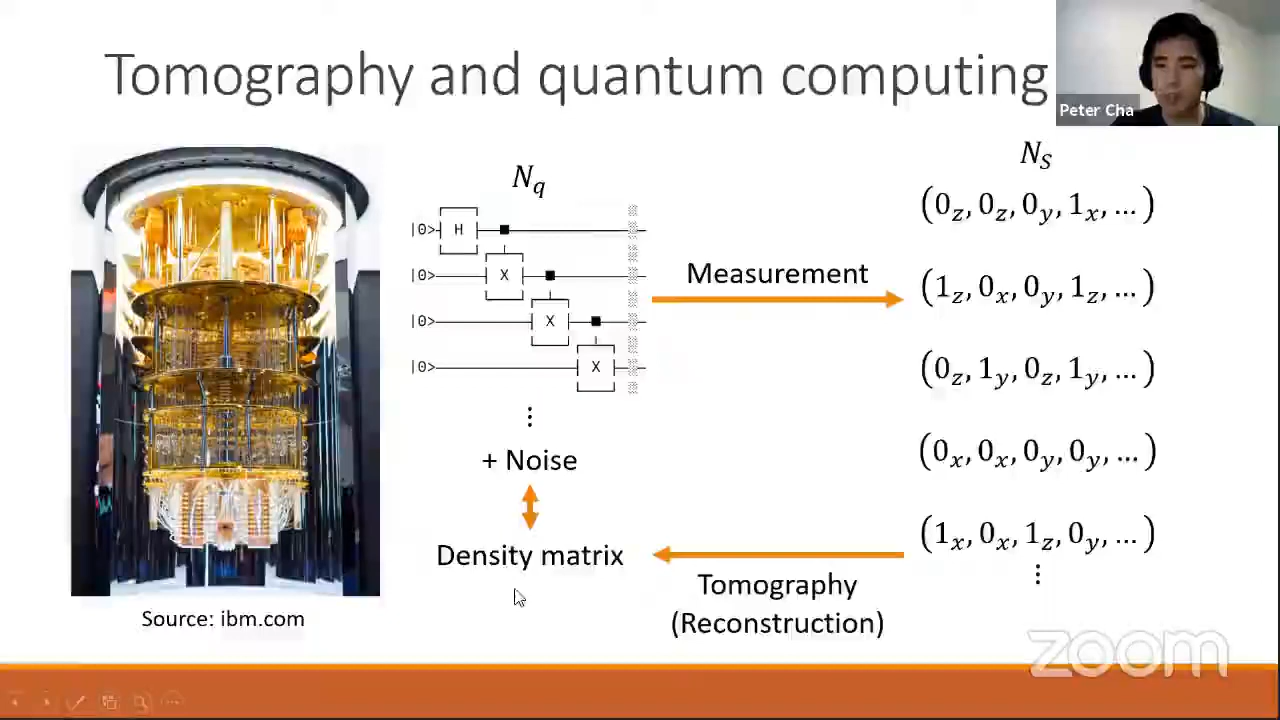 Tomography and quantum computing
Peter Cha
N_q
|0> H
|0> X
|0> X
|0> X
⋮
+ Noise
Density matrix
Source: ibm.com
Measurement
Tomography
(Reconstruction)
N_S
(0_z, 0_z, 0_y, 1_x, ...)
(1_z, 0_x, 0_y, 1_z, ...)
(0_z, 1_y, 0_z, 1_y, ...)
(0_x, 0_x, 0_y, 0_y, ...)
(1_x, 0_x, 1_z, 0_y, ...)
⋮
zoom